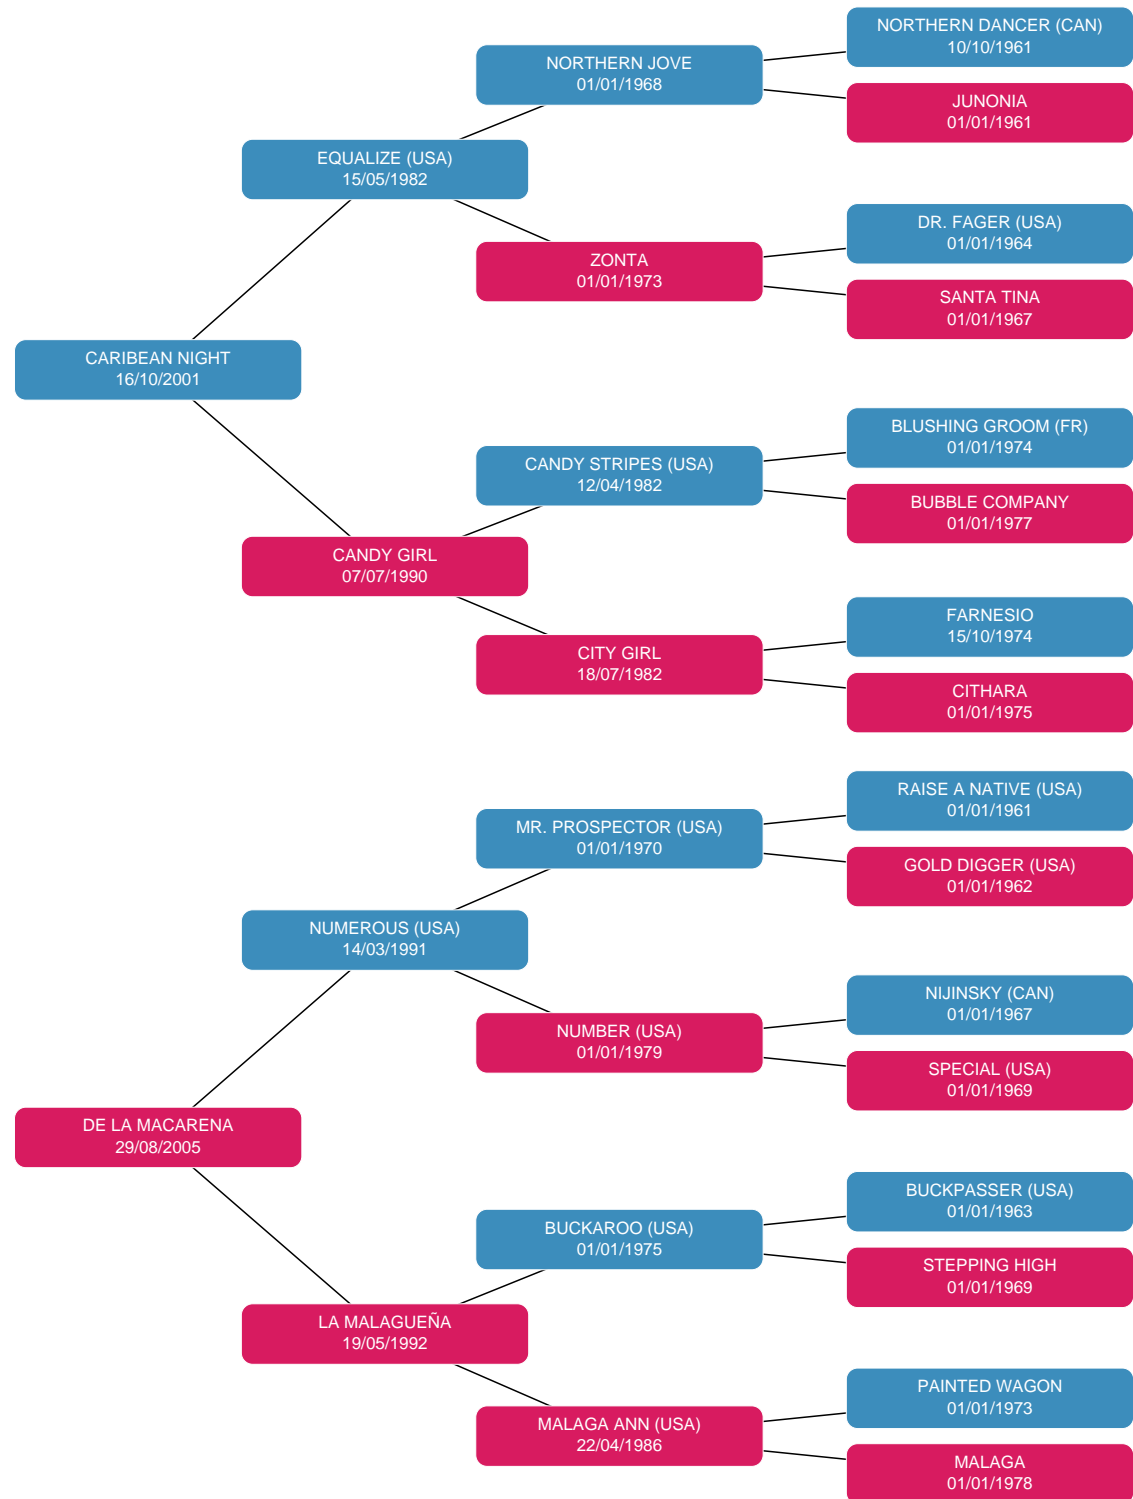 NORTHERN DANCER (CAN)
10/10/1961
NORTHERN JOVE
01/01/1968
JUNONIA
01/01/1961
EQUALIZE (USA)
15/05/1982
DR. FAGER (USA)
01/01/1964
ZONTA
01/01/1973
SANTA TINA
01/01/1967
CARIBEAN NIGHT
16/10/2001
BLUSHING GROOM (FR)
01/01/1974
CANDY STRIPES (USA)
12/04/1982
BUBBLE COMPANY
01/01/1977
CANDY GIRL
07/07/1990
FARNESIO
15/10/1974
CITY GIRL
18/07/1982
CITHARA
01/01/1975
RAISE A NATIVE (USA)
01/01/1961
MR. PROSPECTOR (USA)
01/01/1970
GOLD DIGGER (USA)
01/01/1962
NUMEROUS (USA)
14/03/1991
NIJINSKY (CAN)
01/01/1967
NUMBER (USA)
01/01/1979
SPECIAL (USA)
01/01/1969
DE LA MACARENA
29/08/2005
BUCKPASSER (USA)
01/01/1963
BUCKAROO (USA)
01/01/1975
STEPPING HIGH
01/01/1969
LA MALAGUEÑA
19/05/1992
PAINTED WAGON
01/01/1973
MALAGA ANN (USA)
22/04/1986
MALAGA
01/01/1978